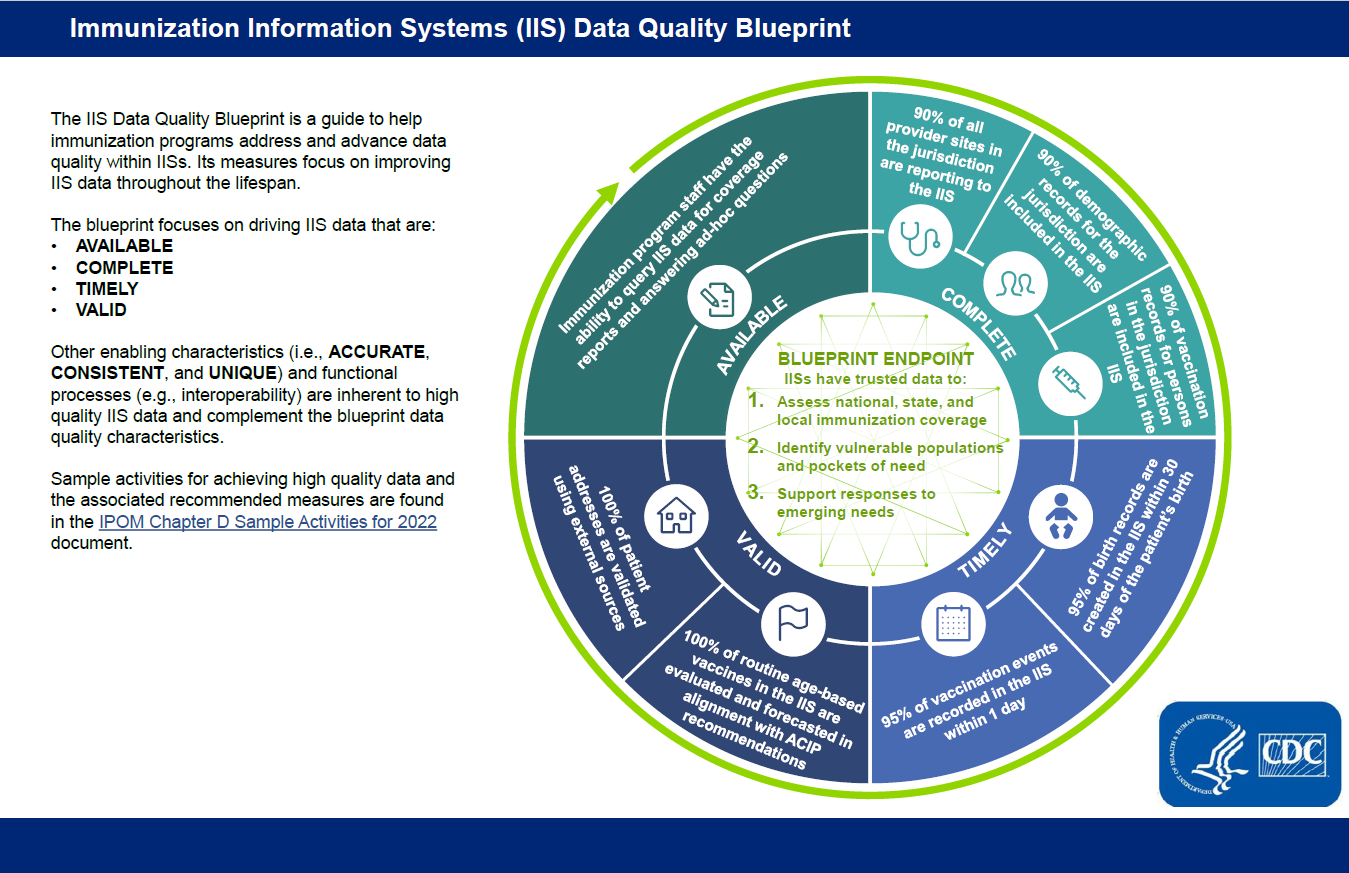 Immunization Information Systems (IIS) Data Quality Blueprint
The IIS Data Quality Blueprint is a guide to help
immunization programs address and advance data
quality within IISs. Its measures focus on improving
IIS data throughout the lifespan.
The blueprint focuses on driving IIS data that are:
• AVAILABLE
• COMPLETE
• TIMELY
• VALID
Other enabling characteristics (i.e., ACCURATE,
CONSISTENT, and UNIQUE) and functional
processes (e.g., interoperability) are inherent to high
quality IIS data and complement the blueprint data
quality characteristics.
Sample activities for achieving high quality data and
the associated recommended measures are found
in the IPOM Chapter D Sample Activities for 2022
document.
Immunization program staff have the
ability to query IIS data for coverage
reports and answering ad-hoc questions
AVAILABLE
90% of all
provider sites in
the jurisdiction
are reporting to
the IIS
90% of demographic
records for the
jurisdiction are
included in the IIS
90% of vaccination
records for persons
in the jurisdiction
are included in the
IIS
COMPLETE
BLUEPRINT ENDPOINT
IISs have trusted data to:
1. Assess national, state, and
local immunization coverage
2. Identify vulnerable populations
and pockets of need
3. Support responses to
emerging needs
TIMELY
95% of birth records are
created in the IIS within 30
days of the patient's birth
95% of vaccination events
are recorded in the IIS
within 1 day
VALID
100% of routine age-based
vaccines in the IIS are
evaluated and forecasted in
alignment with ACIP
recommendations
100% of patient
addresses are validated
using external sources
DEPARTMENT OF HEALTH & HUMAN SERVICES USA
CDC